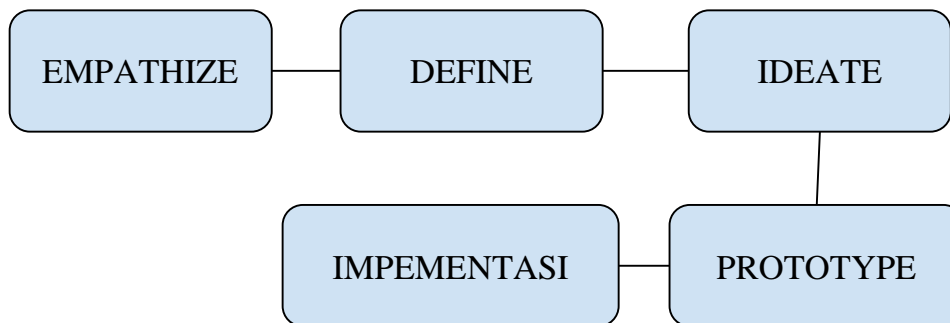 EMPATHIZE
DEFINE
IDEATE
IMPEMENTASI
PROTOTYPE